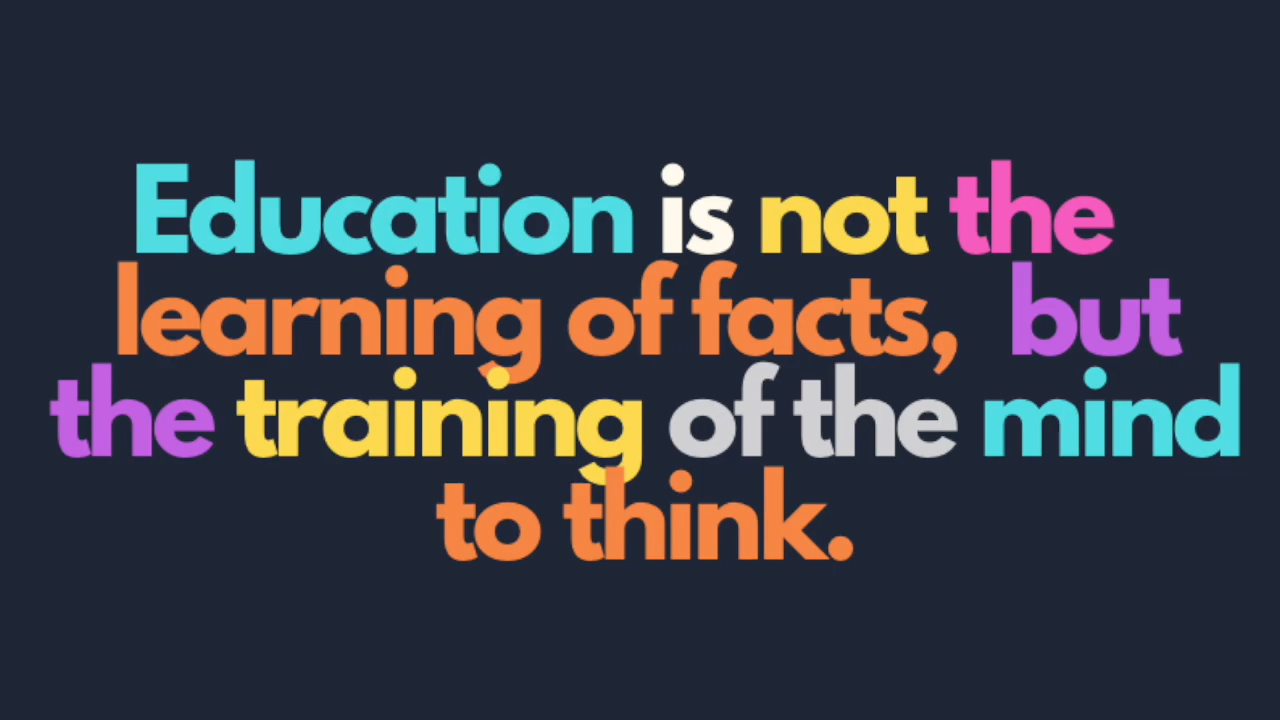 Education is not the
learning of facts, but
the training of the mind
to think.